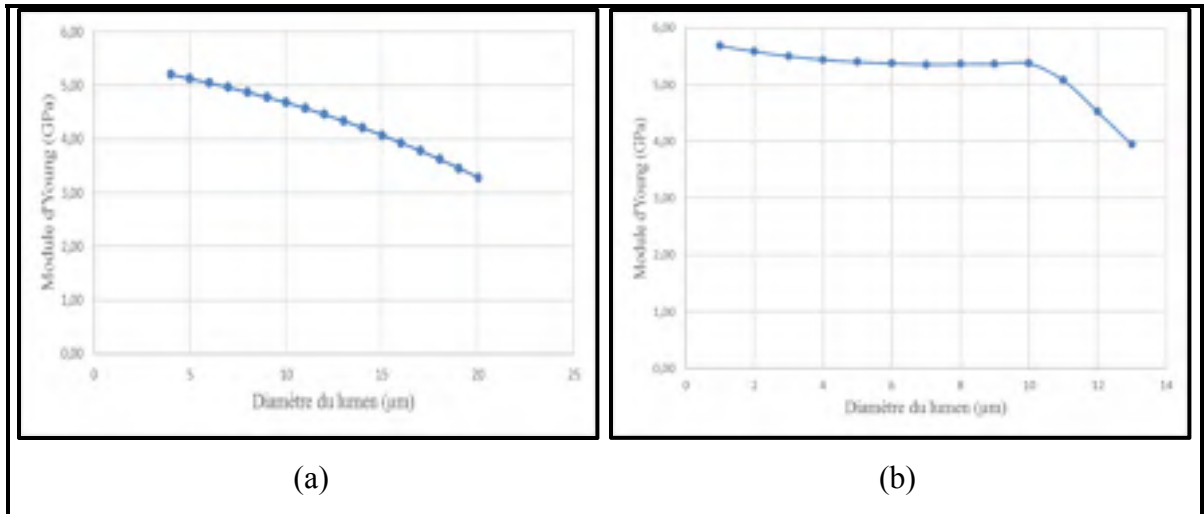 6,00
5,00
4,00
3,00
2,00
1,00
0,00
0 5 10 15 20 25
Module d'Young (GPa)
Diamètre du lumen (µm)
(a)
6,00
5,00
4,00
3,00
2,00
1,00
0,00
0 2 4 6 8 10 12 14
Module d'Young (GPa)
Diamètre du lumen (µm)
(b)